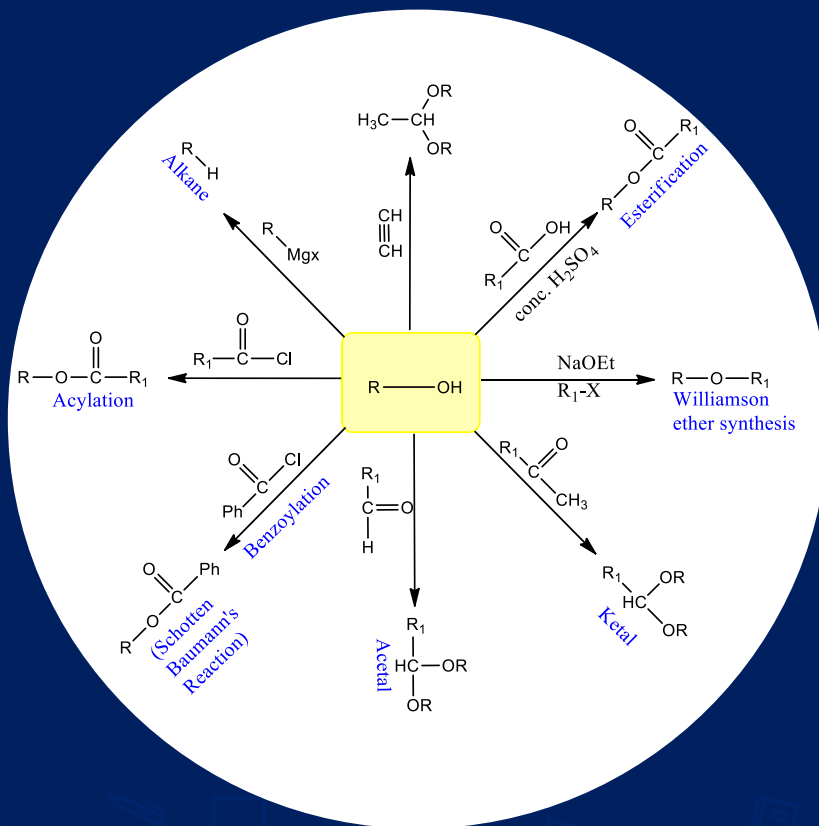 OR
H₃C—CH
OR
CH
CH
R
H
Alkane
R
Mgx
O
R₁
O
R
Esterification
O
OH
R₁
conc. H₂SO₄
O
R—O—C—R₁
Acylation
O
R₁—C—Cl
R—OH
NaOEt
R₁-X
R—O—R₁
Williamson
ether synthesis
O
Cl
C
Ph
Benzoylation
O
Ph
C
O
R
(Schotten
Baumann's
Reaction)
R₁
C=O
H
R₁
HC—OR
OR
Acetal
R₁
O
C
CH₃
R₁
OR
HC
OR
Ketal